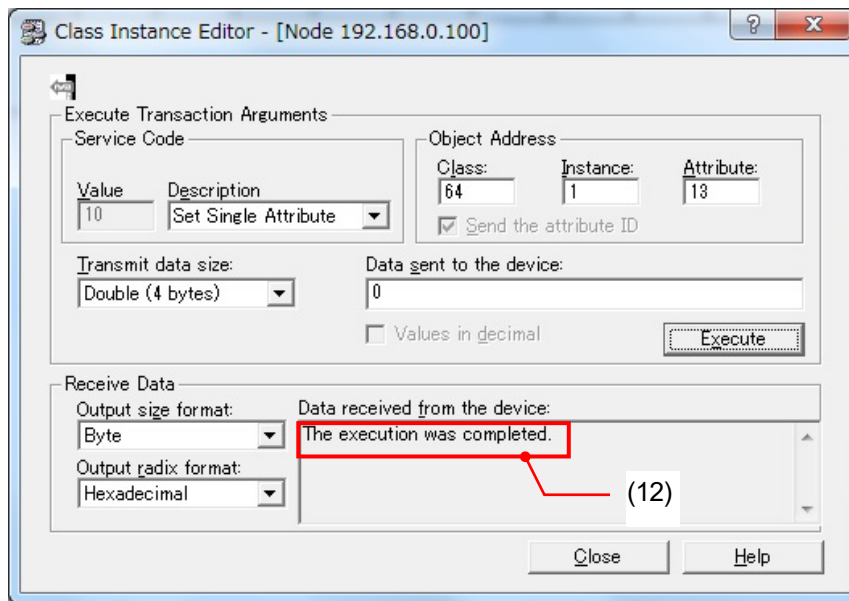 Class Instance Editor - [Node 192.168.0.100]
Execute Transaction Arguments
Service Code
Value Description
10 Set Single Attribute
Object Address
Class: Instance: Attribute:
64 1 13
Send the attribute ID
Transmit data size:
Double (4 bytes)
Data sent to the device:
0
Values in decimal
Execute
Receive Data
Output size format:
Byte
Output radix format:
Hexadecimal
Data received from the device:
The execution was completed.
(12)
Close Help